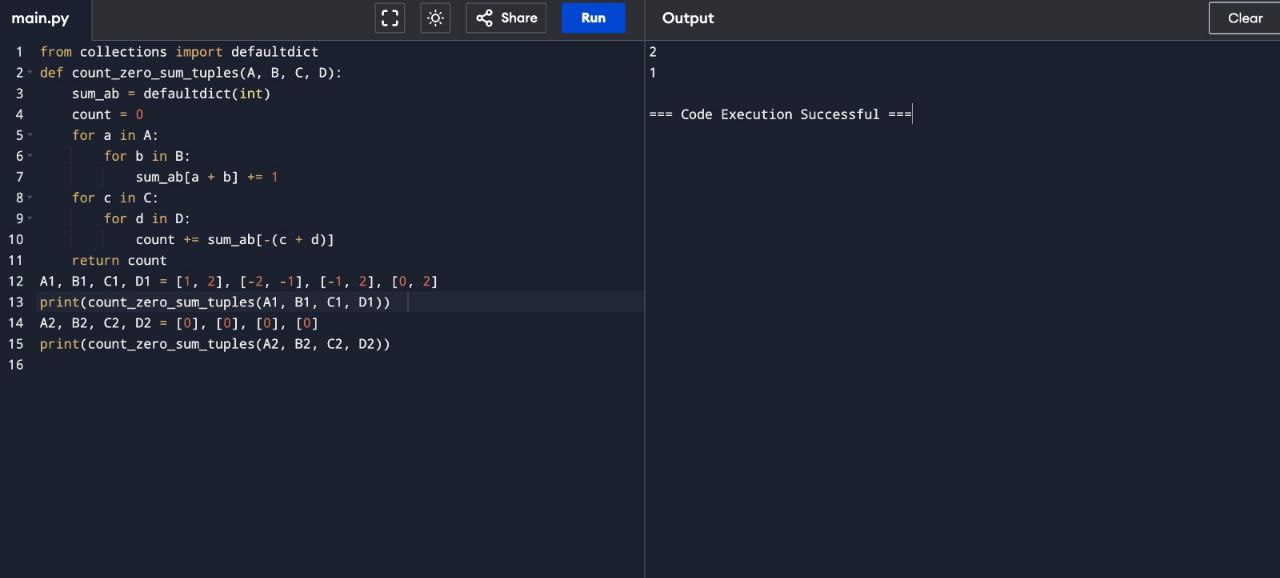 main.py
Share
Run
Output
Clear
1 from collections import defaultdict
2 def count_zero_sum_tuples(A, B, C, D):
3     sum_ab = defaultdict(int)
4     count = 0
5     for a in A:
6         for b in B:
7             sum_ab[a + b] += 1
8     for c in C:
9         for d in D:
10             count += sum_ab[-(c + d)]
11     return count
12 A1, B1, C1, D1 = [1, 2], [-2, -1], [-1, 2], [0, 2]
13 print(count_zero_sum_tuples(A1, B1, C1, D1))
14 A2, B2, C2, D2 = [0], [0], [0], [0]
15 print(count_zero_sum_tuples(A2, B2, C2, D2))
16
2
1
=== Code Execution Successful ===